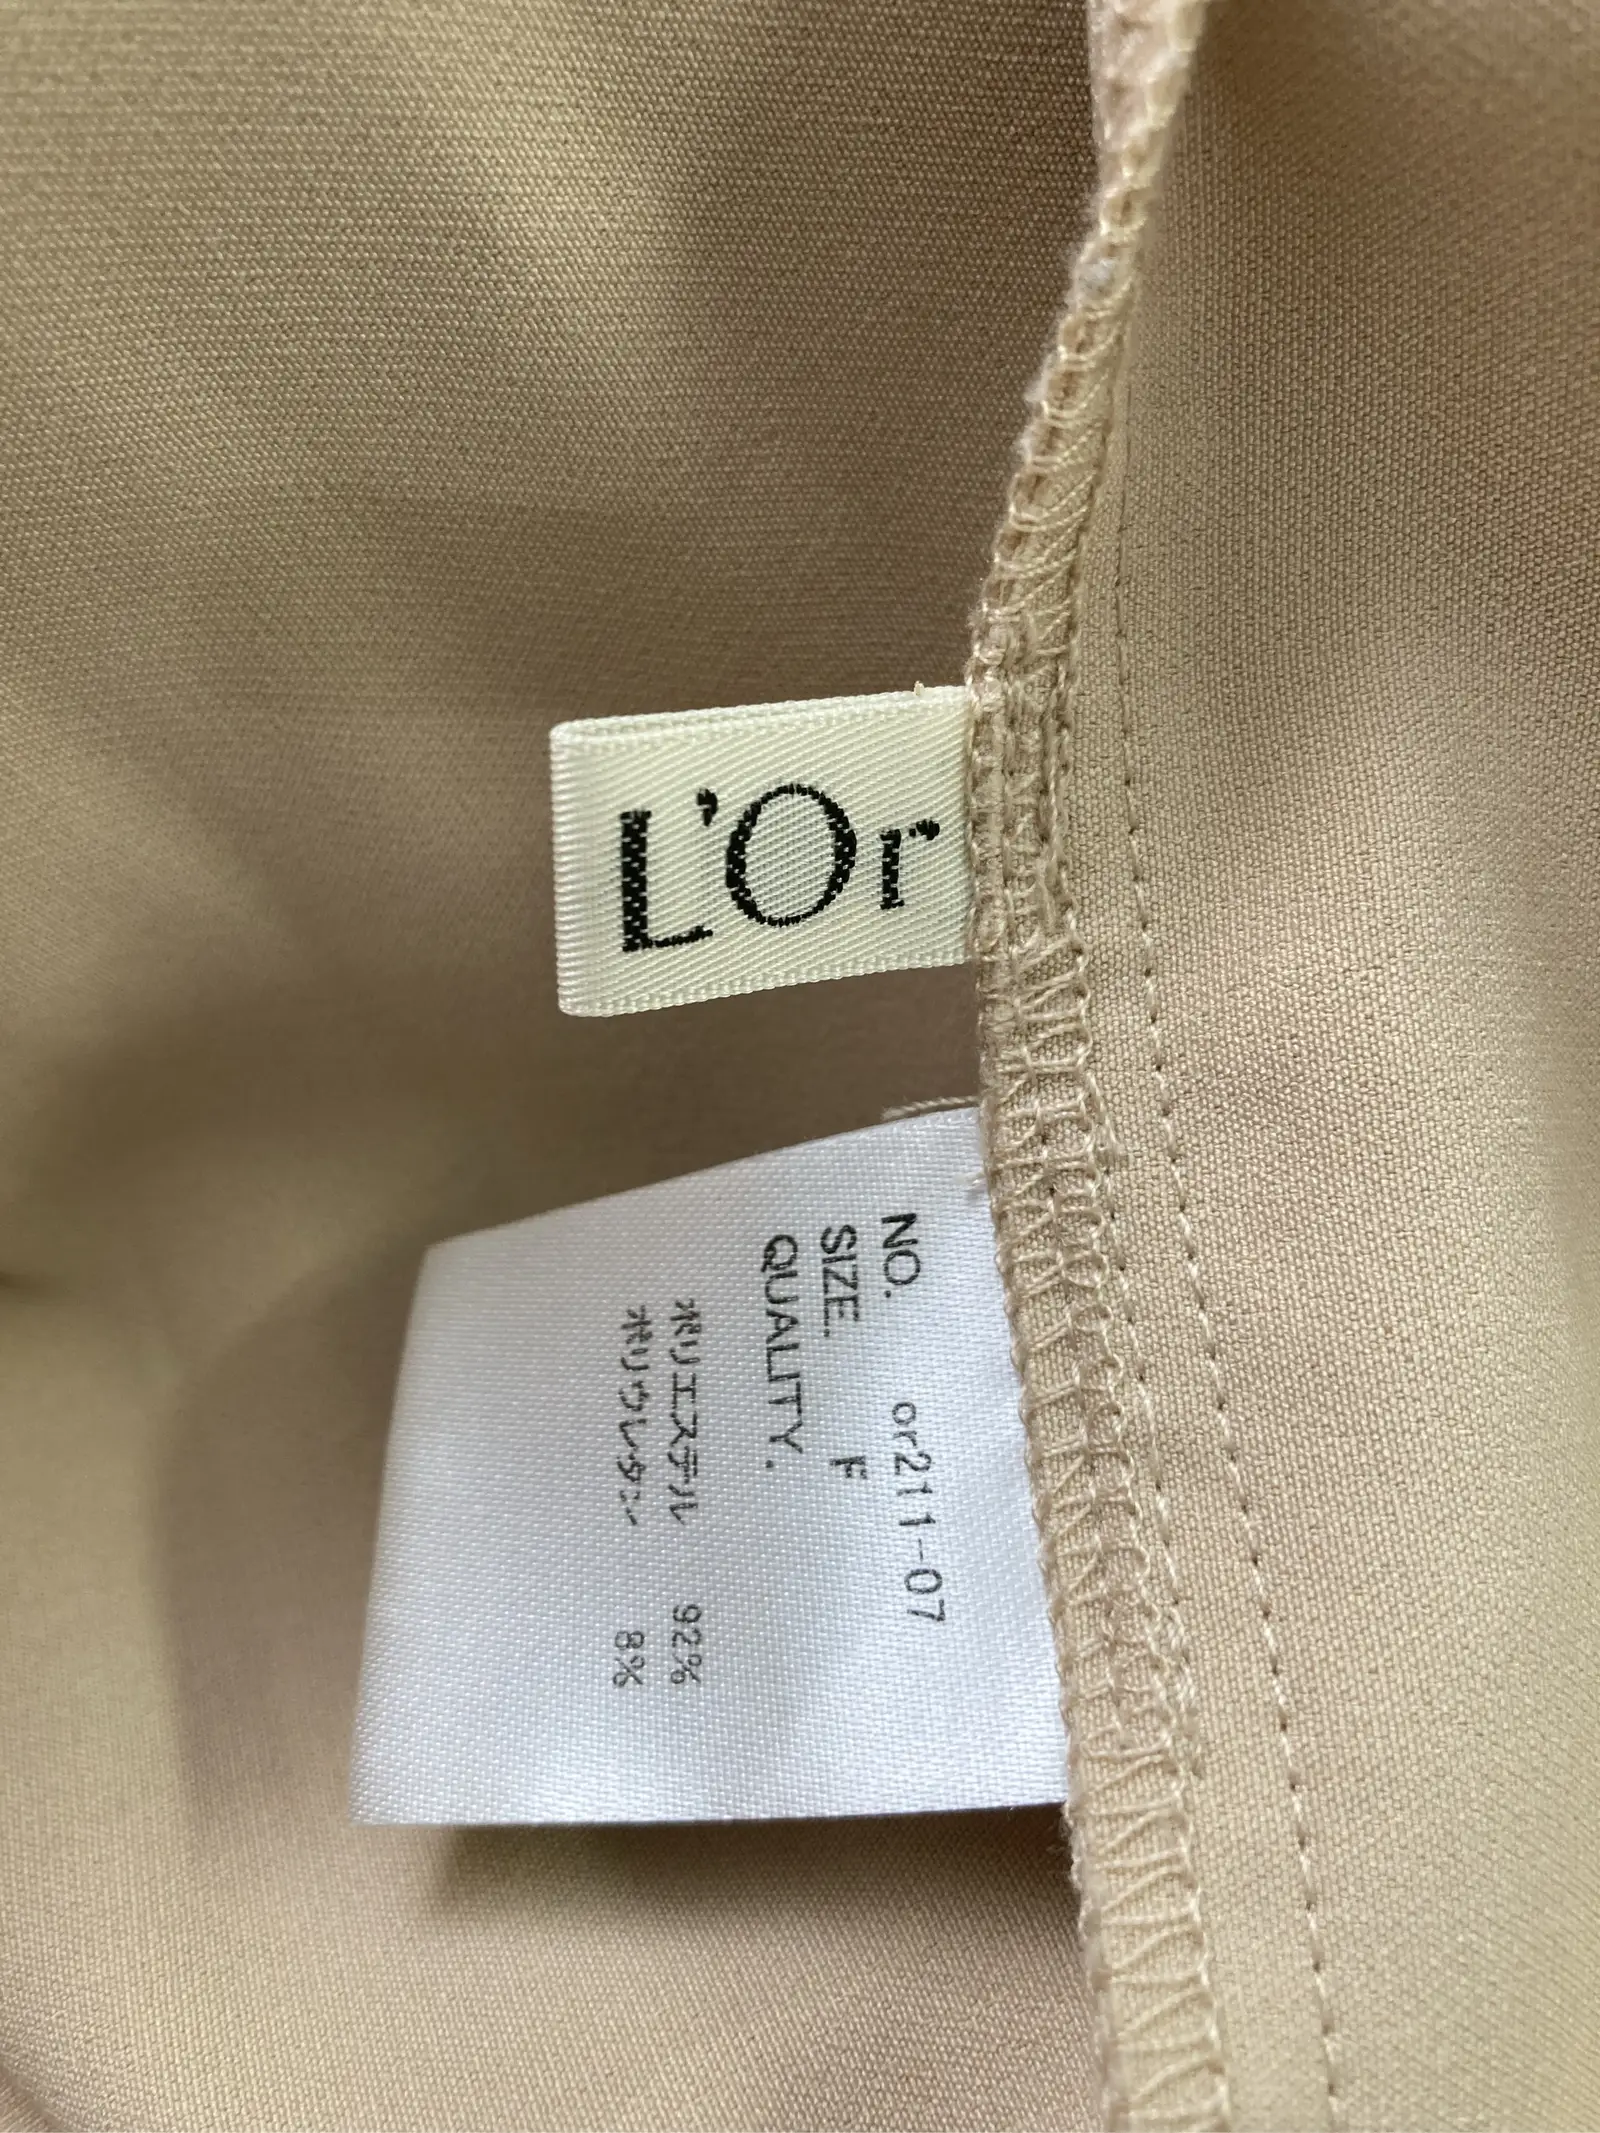 L'Or
NO. or211-07
SIZE. F
QUALITY.
ポリエステル 92%
ポリウレタン 8%